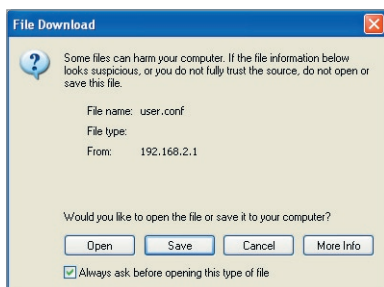 File Download
Some files can harm your computer. If the file information below
looks suspicious, or you do not fully trust the source, do not open or
save this file.
File name: user.conf
File type:
From: 192.168.2.1
Would you like to open the file or save it to your computer?
Open Save Cancel More Info
Always ask before opening this type of file